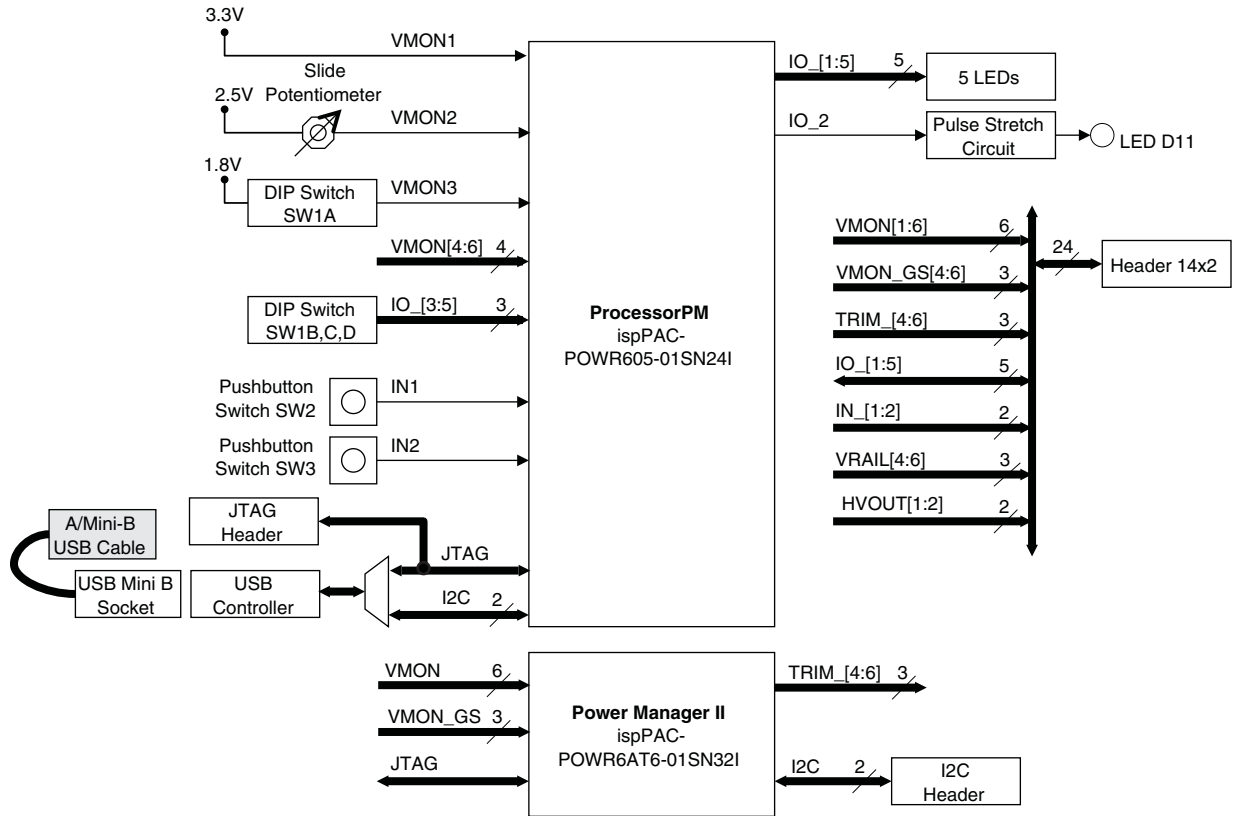 3.3V
VMON1
Slide
Potentiometer
2.5V
VMON2
1.8V
DIP Switch
SW1A
VMON3
VMON[4:6] 4
DIP Switch
SW1B,C,D
IO_[3:5] 3
Pushbutton
Switch SW2
IN1
Pushbutton
Switch SW3
IN2
JTAG
Header
A/Mini-B
USB Cable
USB Mini B
Socket
USB
Controller
JTAG
I2C 2
ProcessorPM
ispPAC-
POWR605-01SN24I
IO_[1:5] 5
5 LEDs
IO_2
Pulse Stretch
Circuit
LED D11
VMON[1:6] 6
VMON_GS[4:6] 3
TRIM_[4:6] 3
IO_[1:5] 5
IN_[1:2] 2
VRAIL[4:6] 3
HVOUT[1:2] 2
24
Header 14x2
VMON 6
VMON_GS 3
JTAG
Power Manager II
ispPAC-
POWR6AT6-01SN32I
TRIM_[4:6] 3
I2C 2
I2C
Header